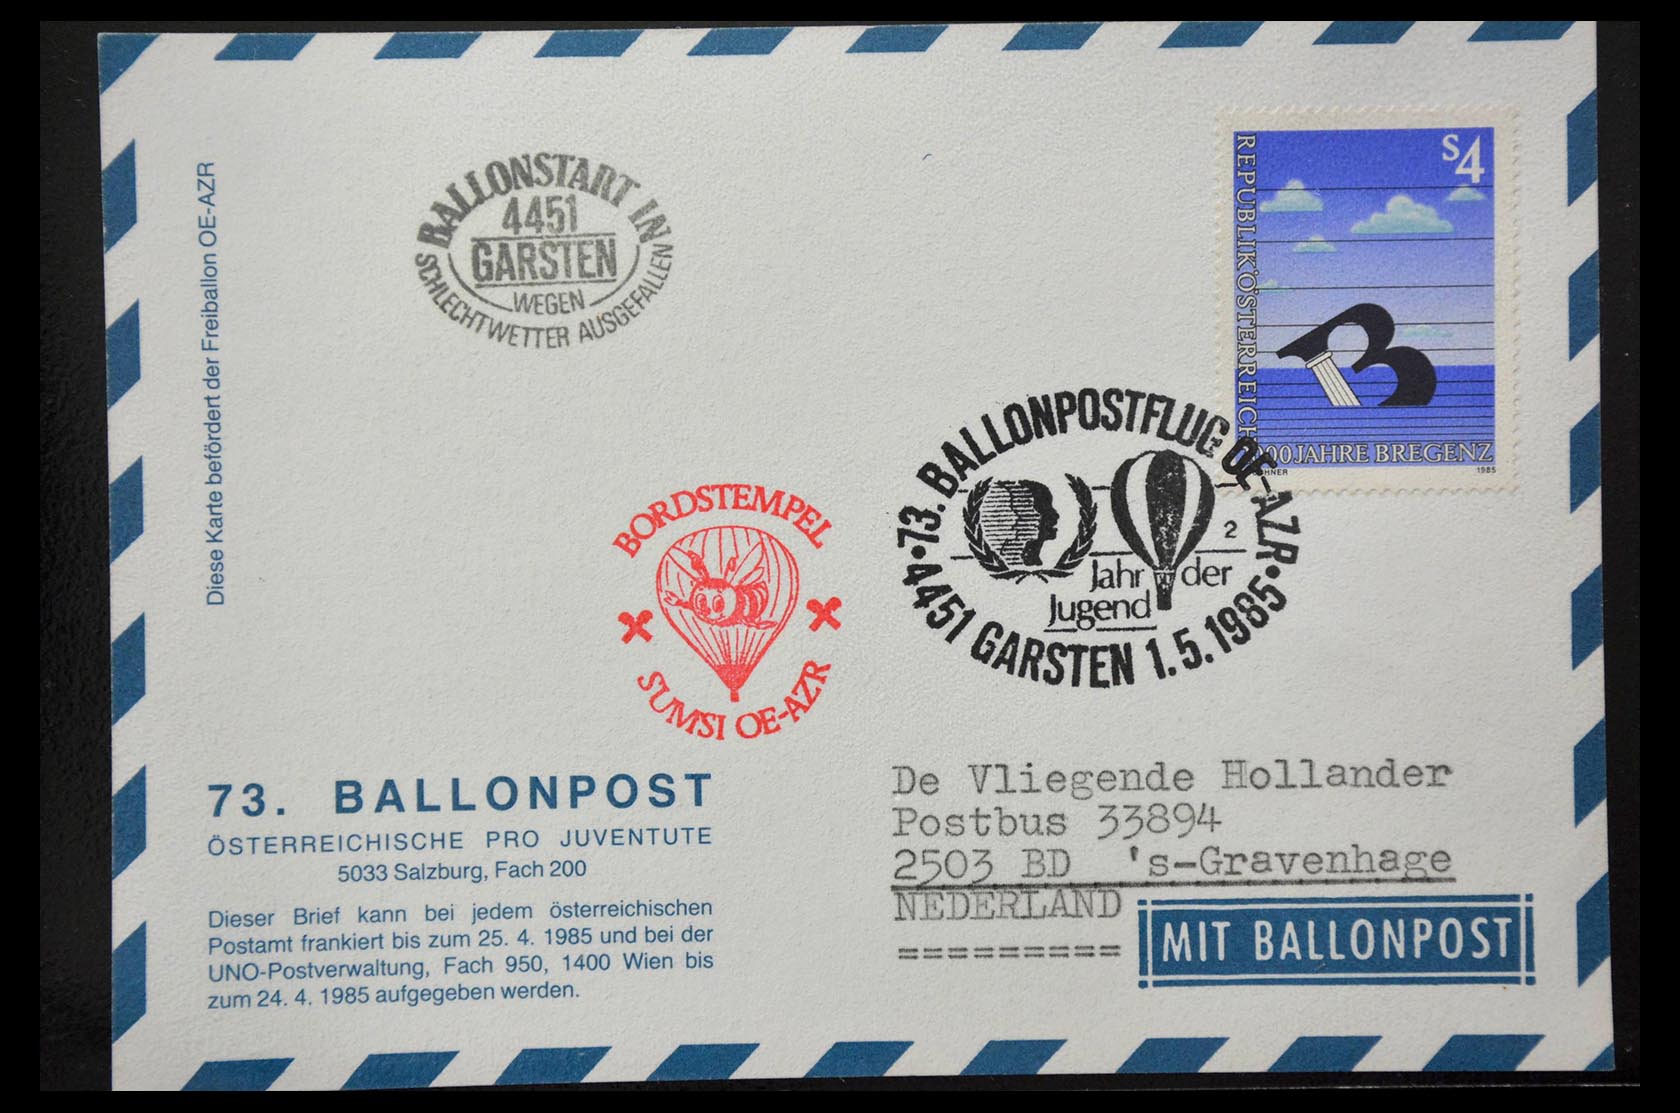 Diese Karte befördert der Freiballon OE-AZR
BALLONSTART IN
4451
GARSTEN
WEGEN
SCHLECHTWETTER AUSGEFALLEN
S4
REPUBLIK ÖSTERREICH
00 JAHRE BREGENZ
1985
73. BALLONPOSTFLUG OE-AZR
2
Jahr der
Jugend
4451 GARSTEN 1.5.1985
BORDSTEMPEL
SUMSI OE-AZR
73. BALLONPOST
ÖSTERREICHISCHE PRO JUVENTUTE
5033 Salzburg, Fach 200
Dieser Brief kann bei jedem österreichischen
Postamt frankiert bis zum 25. 4. 1985 und bei der
UNO-Postverwaltung, Fach 950, 1400 Wien bis
zum 24. 4. 1985 aufgegeben werden.
De Vliegende Hollander
Postbus 33894
2503 BD 's-Gravenhage
NEDERLAND
=========
MIT BALLONPOST